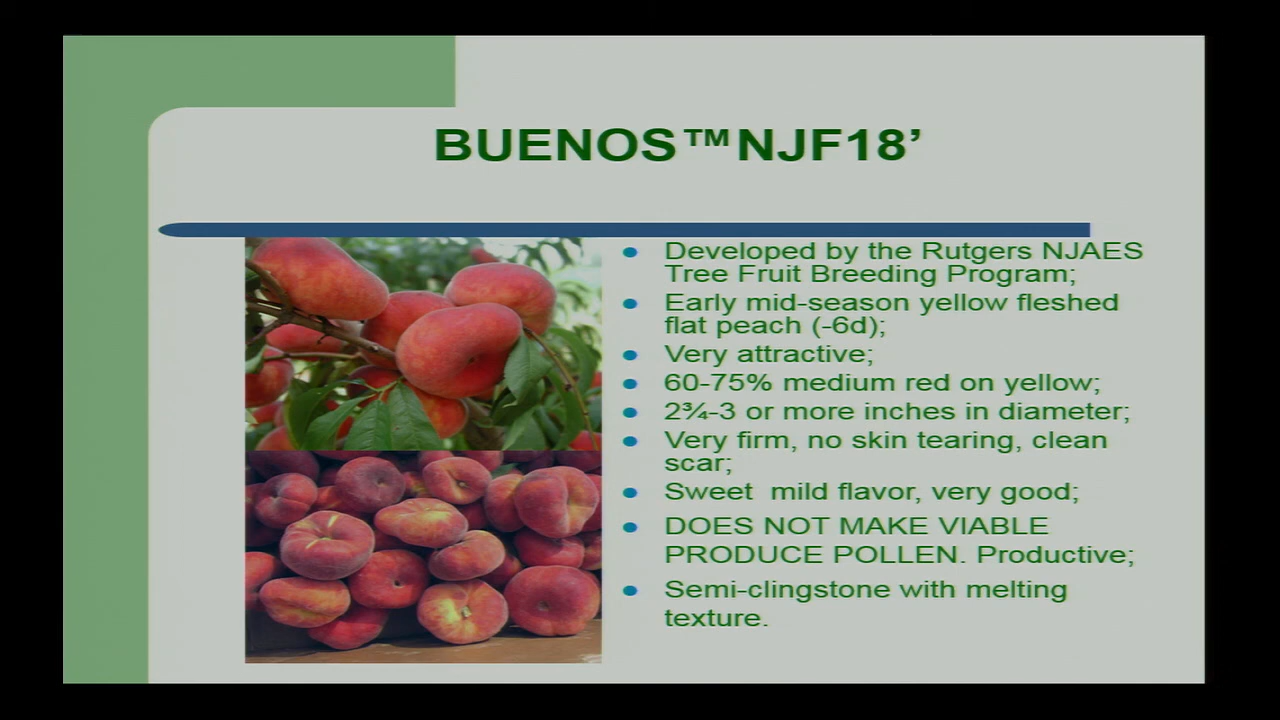 BUENOS™NJF18’
Developed by the Rutgers NJAES
Tree Fruit Breeding Program;
Early mid-season yellow fleshed
flat peach (-6d);
Very attractive;
60-75% medium red on yellow;
2¾-3 or more inches in diameter;
Very firm, no skin tearing, clean
scar;
Sweet  mild flavor, very good;
DOES NOT MAKE VIABLE
PRODUCE POLLEN. Productive;
Semi-clingstone with melting
texture.